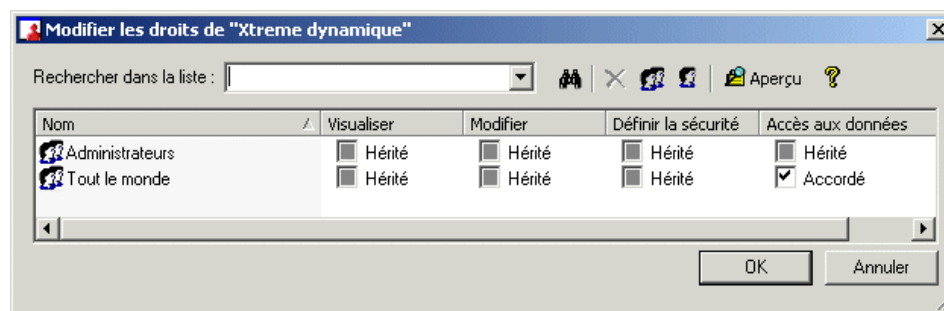 Modifier les droits de "Xtreme dynamique"
Rechercher dans la liste : Aperçu
Nom Visualiser Modifier Définir la sécurité Accès aux données
Administrateurs Hérité Hérité Hérité Hérité
Tout le monde Hérité Hérité Hérité Accordé
OK Annuler